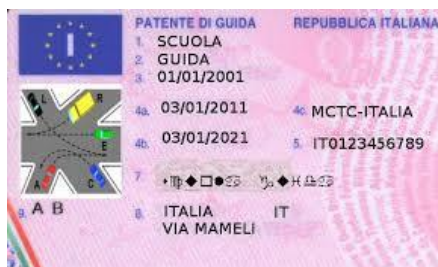 PATENTE DI GUIDA REPUBBLICA ITALIANA
1. SCUOLA
2. GUIDA
3. 01/01/2001
4a. 03/01/2011 4c. MCTC-ITALIA
4b. 03/01/2021 5. IT0123456789
7.
8. ITALIA IT
VIA MAMELI
9. A B
I
L R
E
A C